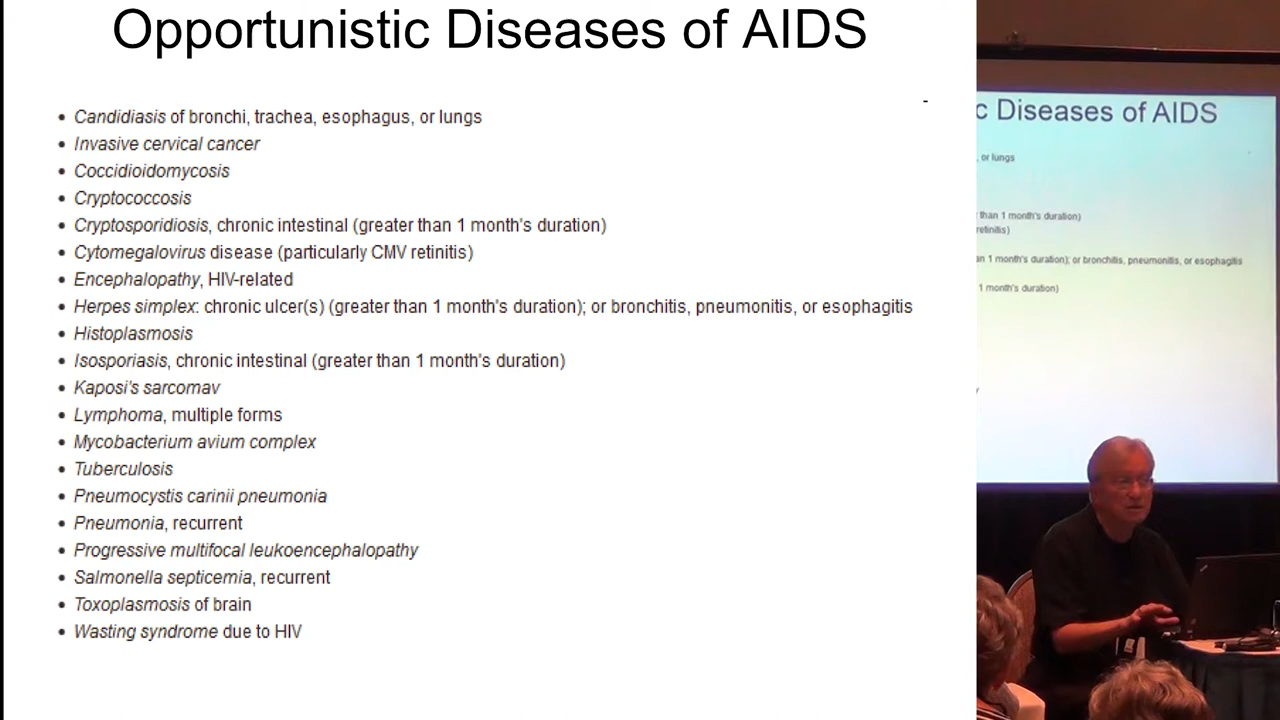 Opportunistic Diseases of AIDS
• Candidiasis of bronchi, trachea, esophagus, or lungs
• Invasive cervical cancer
• Coccidioidomycosis
• Cryptococcosis
• Cryptosporidiosis, chronic intestinal (greater than 1 month's duration)
• Cytomegalovirus disease (particularly CMV retinitis)
• Encephalopathy, HIV-related
• Herpes simplex: chronic ulcer(s) (greater than 1 month's duration); or bronchitis, pneumonitis, or esophagitis
• Histoplasmosis
• Isosporiasis, chronic intestinal (greater than 1 month's duration)
• Kaposi's sarcomav
• Lymphoma, multiple forms
• Mycobacterium avium complex
• Tuberculosis
• Pneumocystis carinii pneumonia
• Pneumonia, recurrent
• Progressive multifocal leukoencephalopathy
• Salmonella septicemia, recurrent
• Toxoplasmosis of brain
• Wasting syndrome due to HIV
c Diseases of AIDS
, or lungs
than 1 month's duration)
retinitis)
an 1 month's duration); or bronchitis, pneumonitis, or esophagitis
1 month's duration)